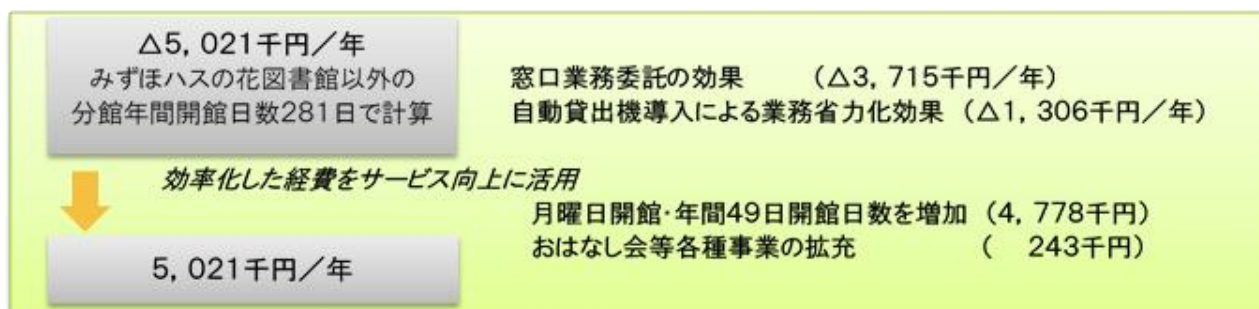 △5，021千円／年
みずほハスの花図書館以外の
分館年間開館日数281日で計算
窓口業務委託の効果　　（△3，715千円／年）
自動貸出機導入による業務省力化効果　（△1，306千円／年）
効率化した経費をサービス向上に活用
月曜日開館・年間49日開館日数を増加　（4，778千円）
おはなし会等各種事業の拡充　　　　　（　243千円）
5，021千円／年